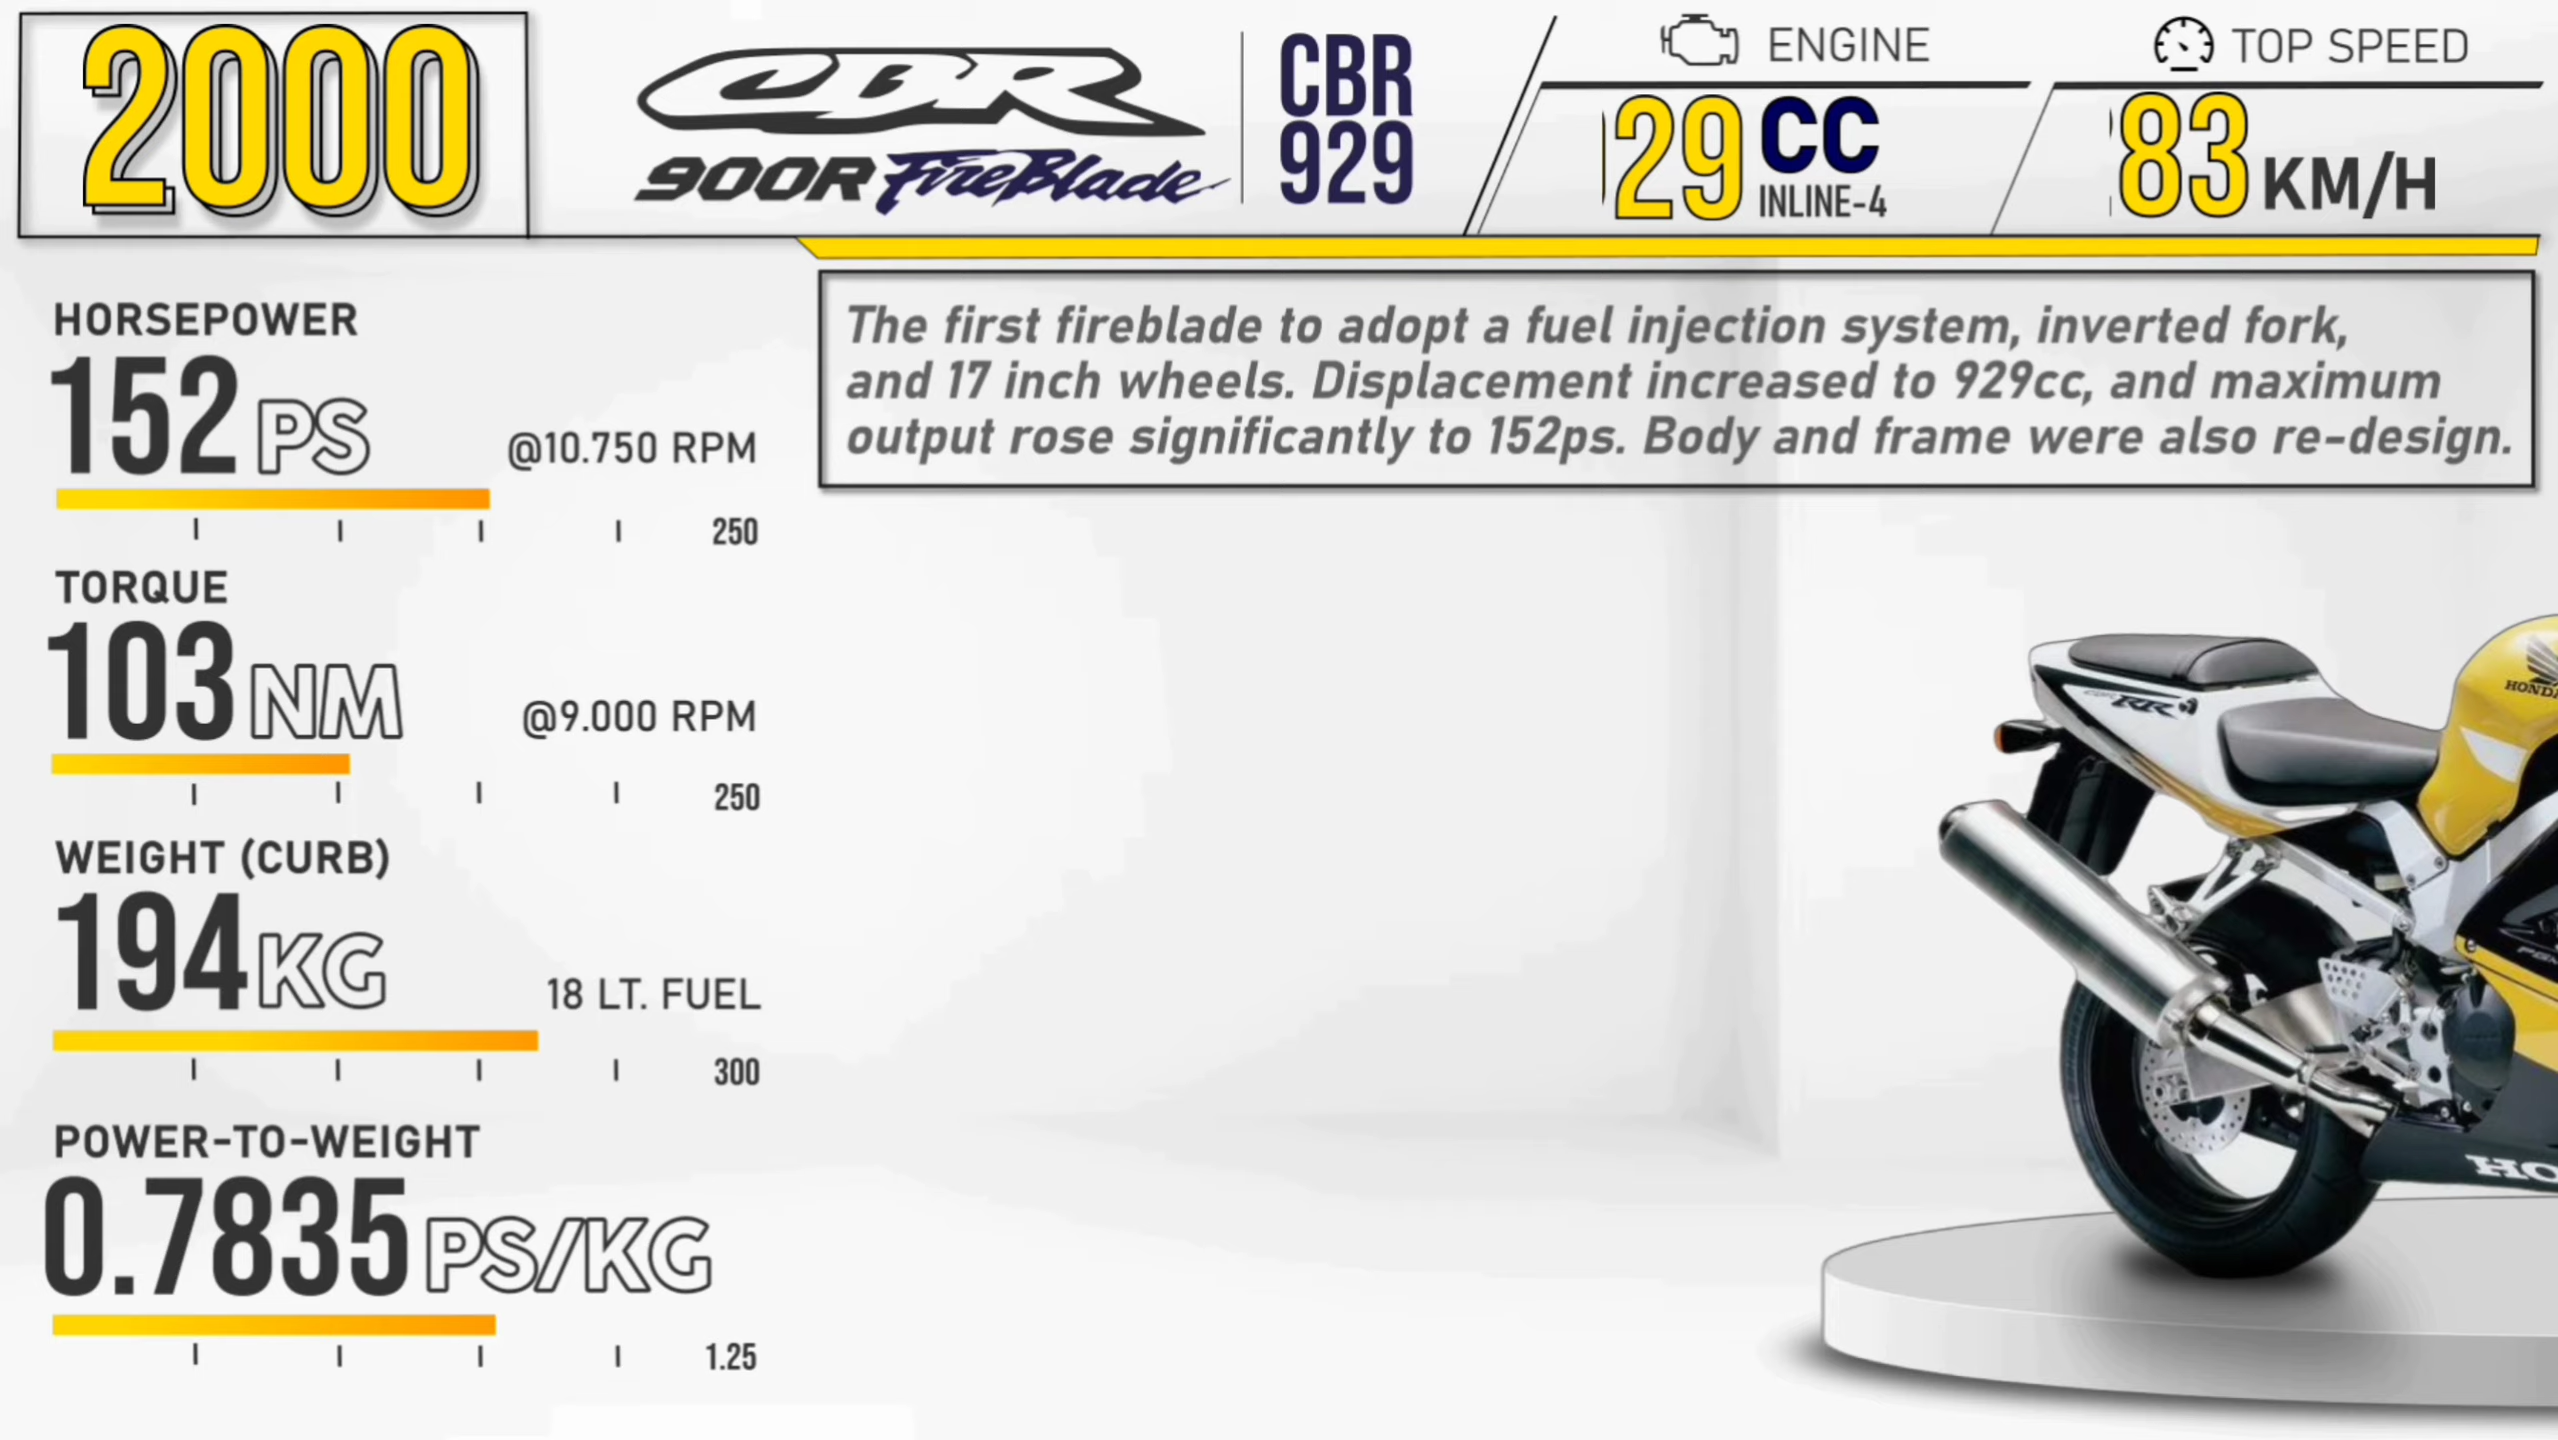 2000
CBR
900RR FireBlade
CBR
929
ENGINE
29 CC
INLINE-4
TOP SPEED
83 KM/H
The first fireblade to adopt a fuel injection system, inverted fork,
and 17 inch wheels. Displacement increased to 929cc, and maximum
output rose significantly to 152ps. Body and frame were also re-design.
HORSEPOWER
152 PS
@10.750 RPM
250
TORQUE
103 NM
@9.000 RPM
250
WEIGHT (CURB)
194 KG
18 LT. FUEL
300
POWER-TO-WEIGHT
0.7835 PS/KG
1.25
RR
HONDA
HO